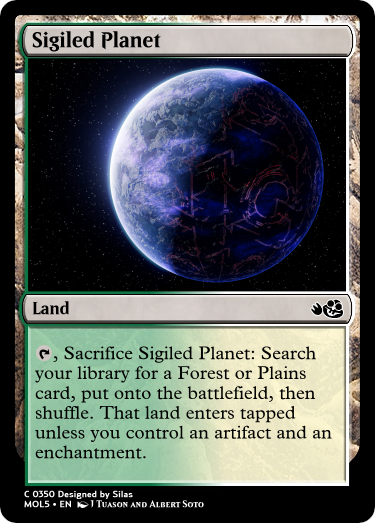 Sigiled Planet
Land
, Sacrifice Sigiled Planet: Search
your library for a Forest or Plains
card, put onto the battlefield, then
shuffle. That land enters tapped
unless you control an artifact and an
enchantment.
C 0350 Designed by Silas
MOL5 • EN J Tuason and Albert Soto